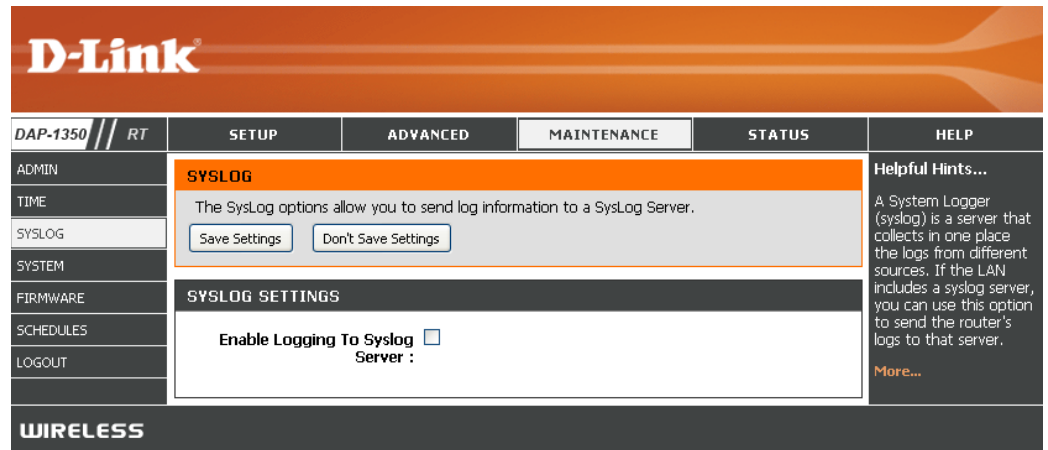 D-Link®
DAP-1350 // RT
SETUP
ADVANCED
MAINTENANCE
STATUS
HELP
ADMIN
TIME
SYSLOG
SYSTEM
FIRMWARE
SCHEDULES
LOGOUT
SYSLOG
The SysLog options allow you to send log information to a SysLog Server.
Save Settings
Don't Save Settings
SYSLOG SETTINGS
Enable Logging To Syslog
Server :
Helpful Hints...
A System Logger
(syslog) is a server that
collects in one place
the logs from different
sources. If the LAN
includes a syslog server,
you can use this option
to send the router's
logs to that server.
More...
WIRELESS